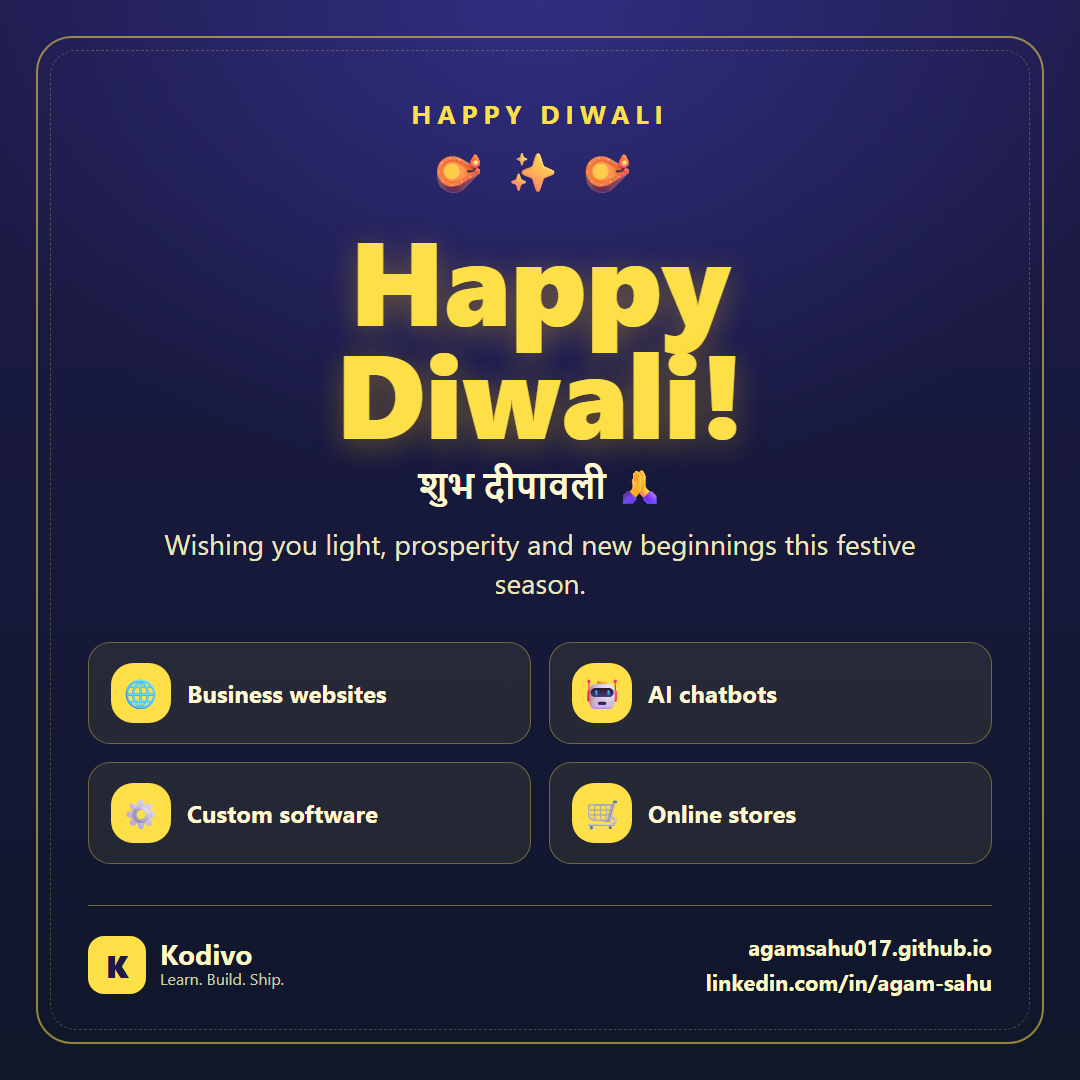 HAPPY DIWALI
Happy
Diwali!
शुभ दीपावली 🙏
Wishing you light, prosperity and new beginnings this festive
season.
Business websites
AI chatbots
Custom software
Online stores
K
Kodivo
Learn. Build. Ship.
agamsahu017.github.io
linkedin.com/in/agam-sahu